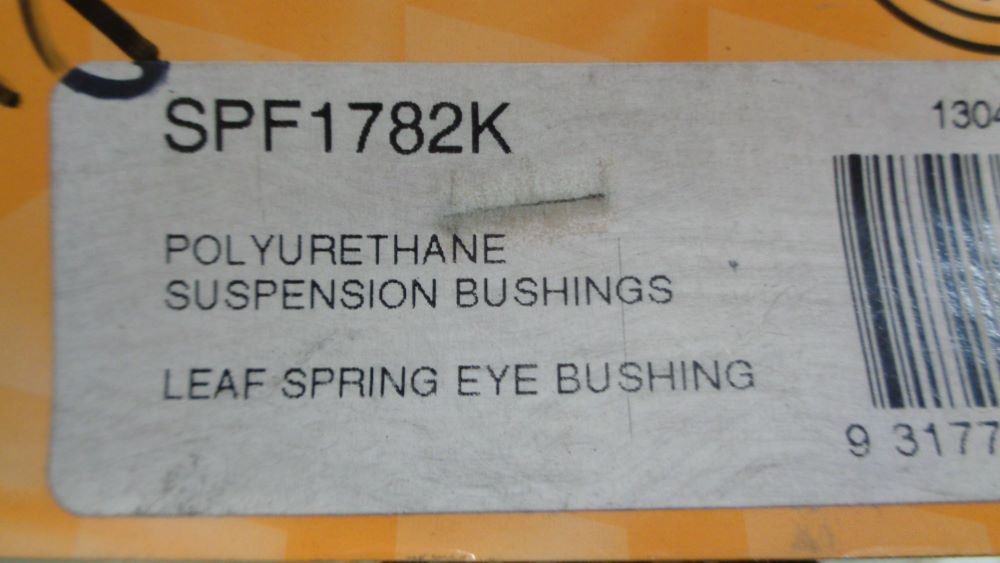 SPF1782K
1304
POLYURETHANE
SUSPENSION BUSHINGS
LEAF SPRING EYE BUSHING
9 3177